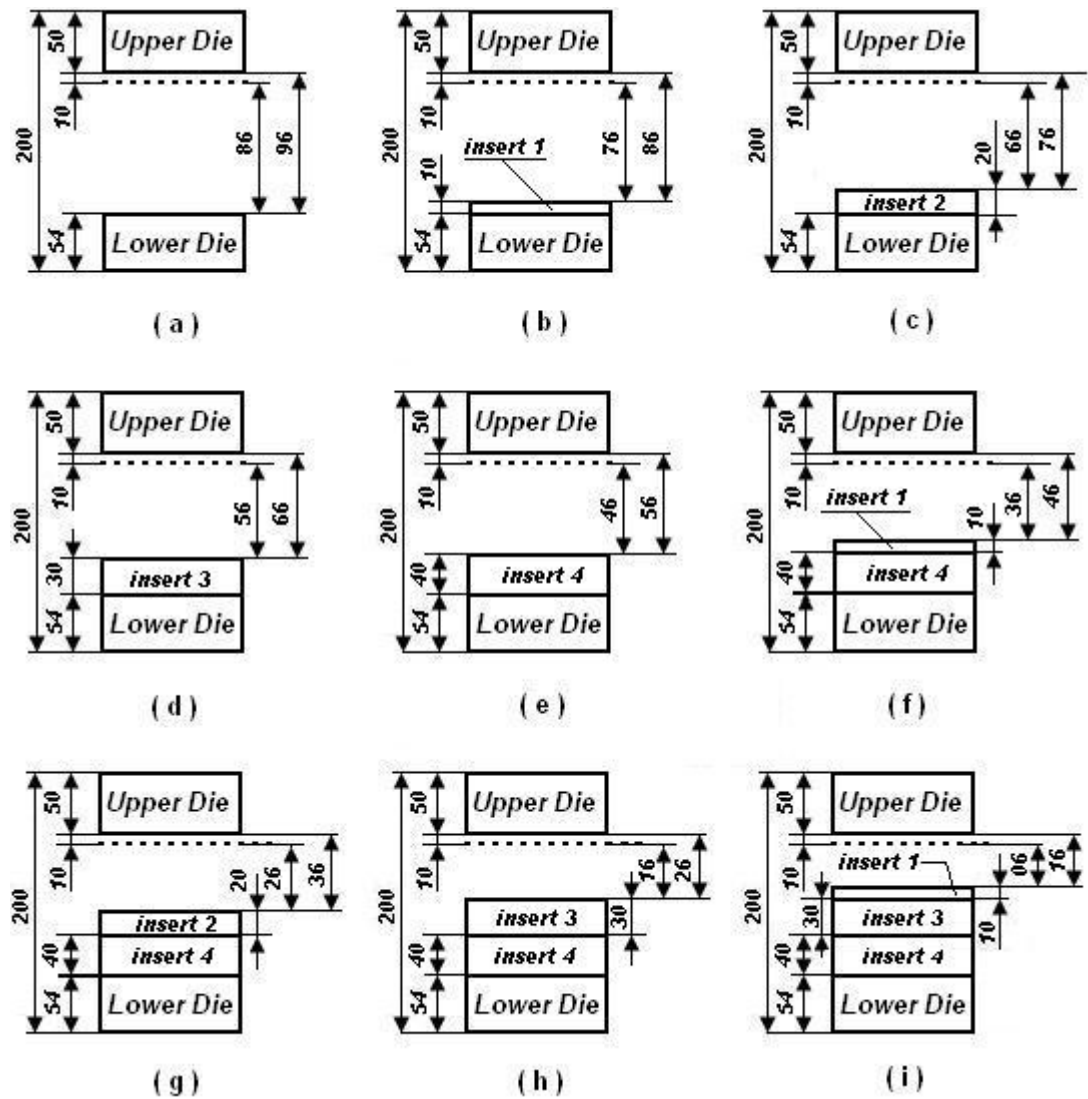 50
Upper Die
10
200
86
96
54
Lower Die
( a )
50
Upper Die
10
200
insert 1
76
86
10
54
Lower Die
( b )
50
Upper Die
10
200
20
66
76
insert 2
54
Lower Die
( c )
50
Upper Die
10
200
56
66
30
insert 3
54
Lower Die
( d )
50
Upper Die
10
200
46
56
40
insert 4
54
Lower Die
( e )
50
Upper Die
10
200
insert 1
10
36
46
40
insert 4
54
Lower Die
( f )
50
Upper Die
10
200
20
26
36
insert 2
40
insert 4
54
Lower Die
( g )
50
Upper Die
10
200
16
26
insert 3
30
40
insert 4
54
Lower Die
( h )
50
Upper Die
10
200
insert 1
06
16
30
insert 3
10
40
insert 4
54
Lower Die
( i )